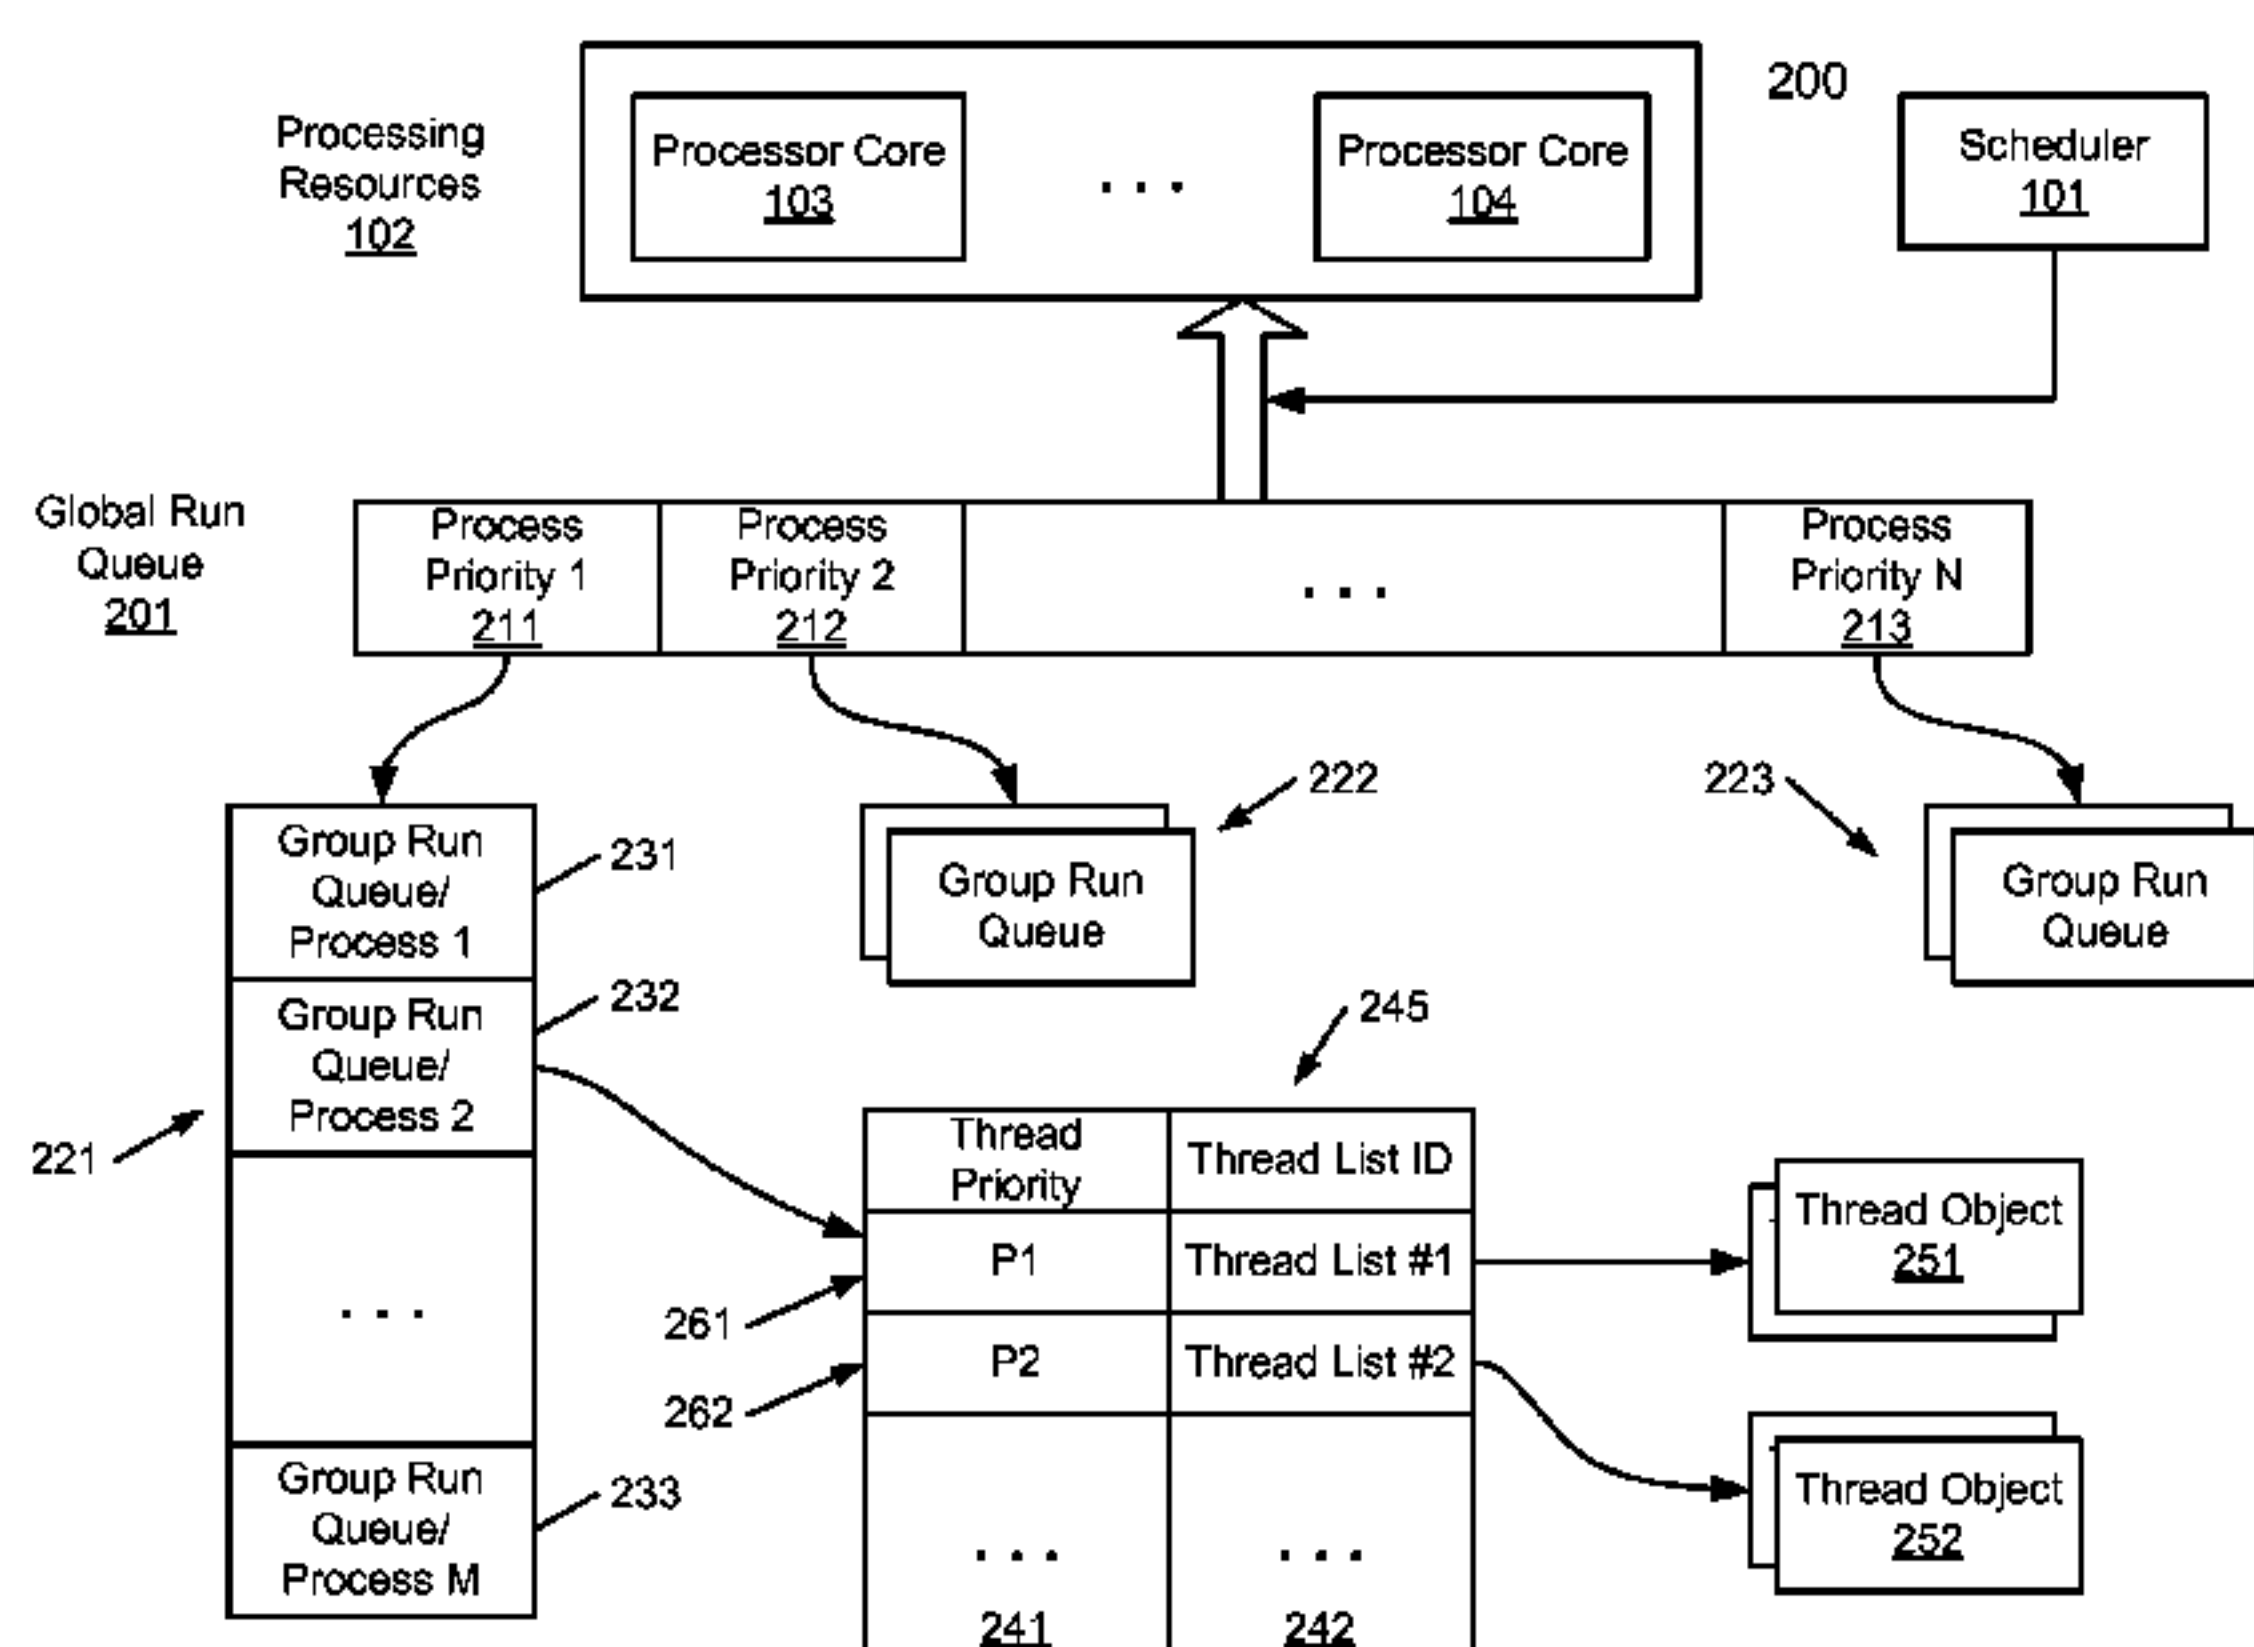 200
Processing
Resources
102
Processor Core
103
. . .
Processor Core
104
Scheduler
101
Global Run
Queue
201
Process
Priority 1
211
Process
Priority 2
212
. . .
Process
Priority N
213
221
Group Run
Queue/
Process 1
231
Group Run
Queue/
Process 2
232
. . .
Group Run
Queue/
Process M
233
222
Group Run
Queue
223
Group Run
Queue
245
Thread
Priority
Thread List ID
261
P1
Thread List #1
262
P2
Thread List #2
. . .
241
. . .
242
Thread Object
251
Thread Object
252